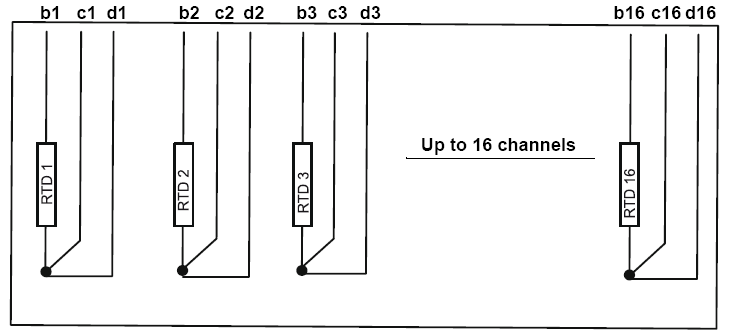 b1 c1 d1 b2 c2 d2 b3 c3 d3 b16 c16 d16
Up to 16 channels
RTD 1
RTD 2
RTD 3
RTD 16